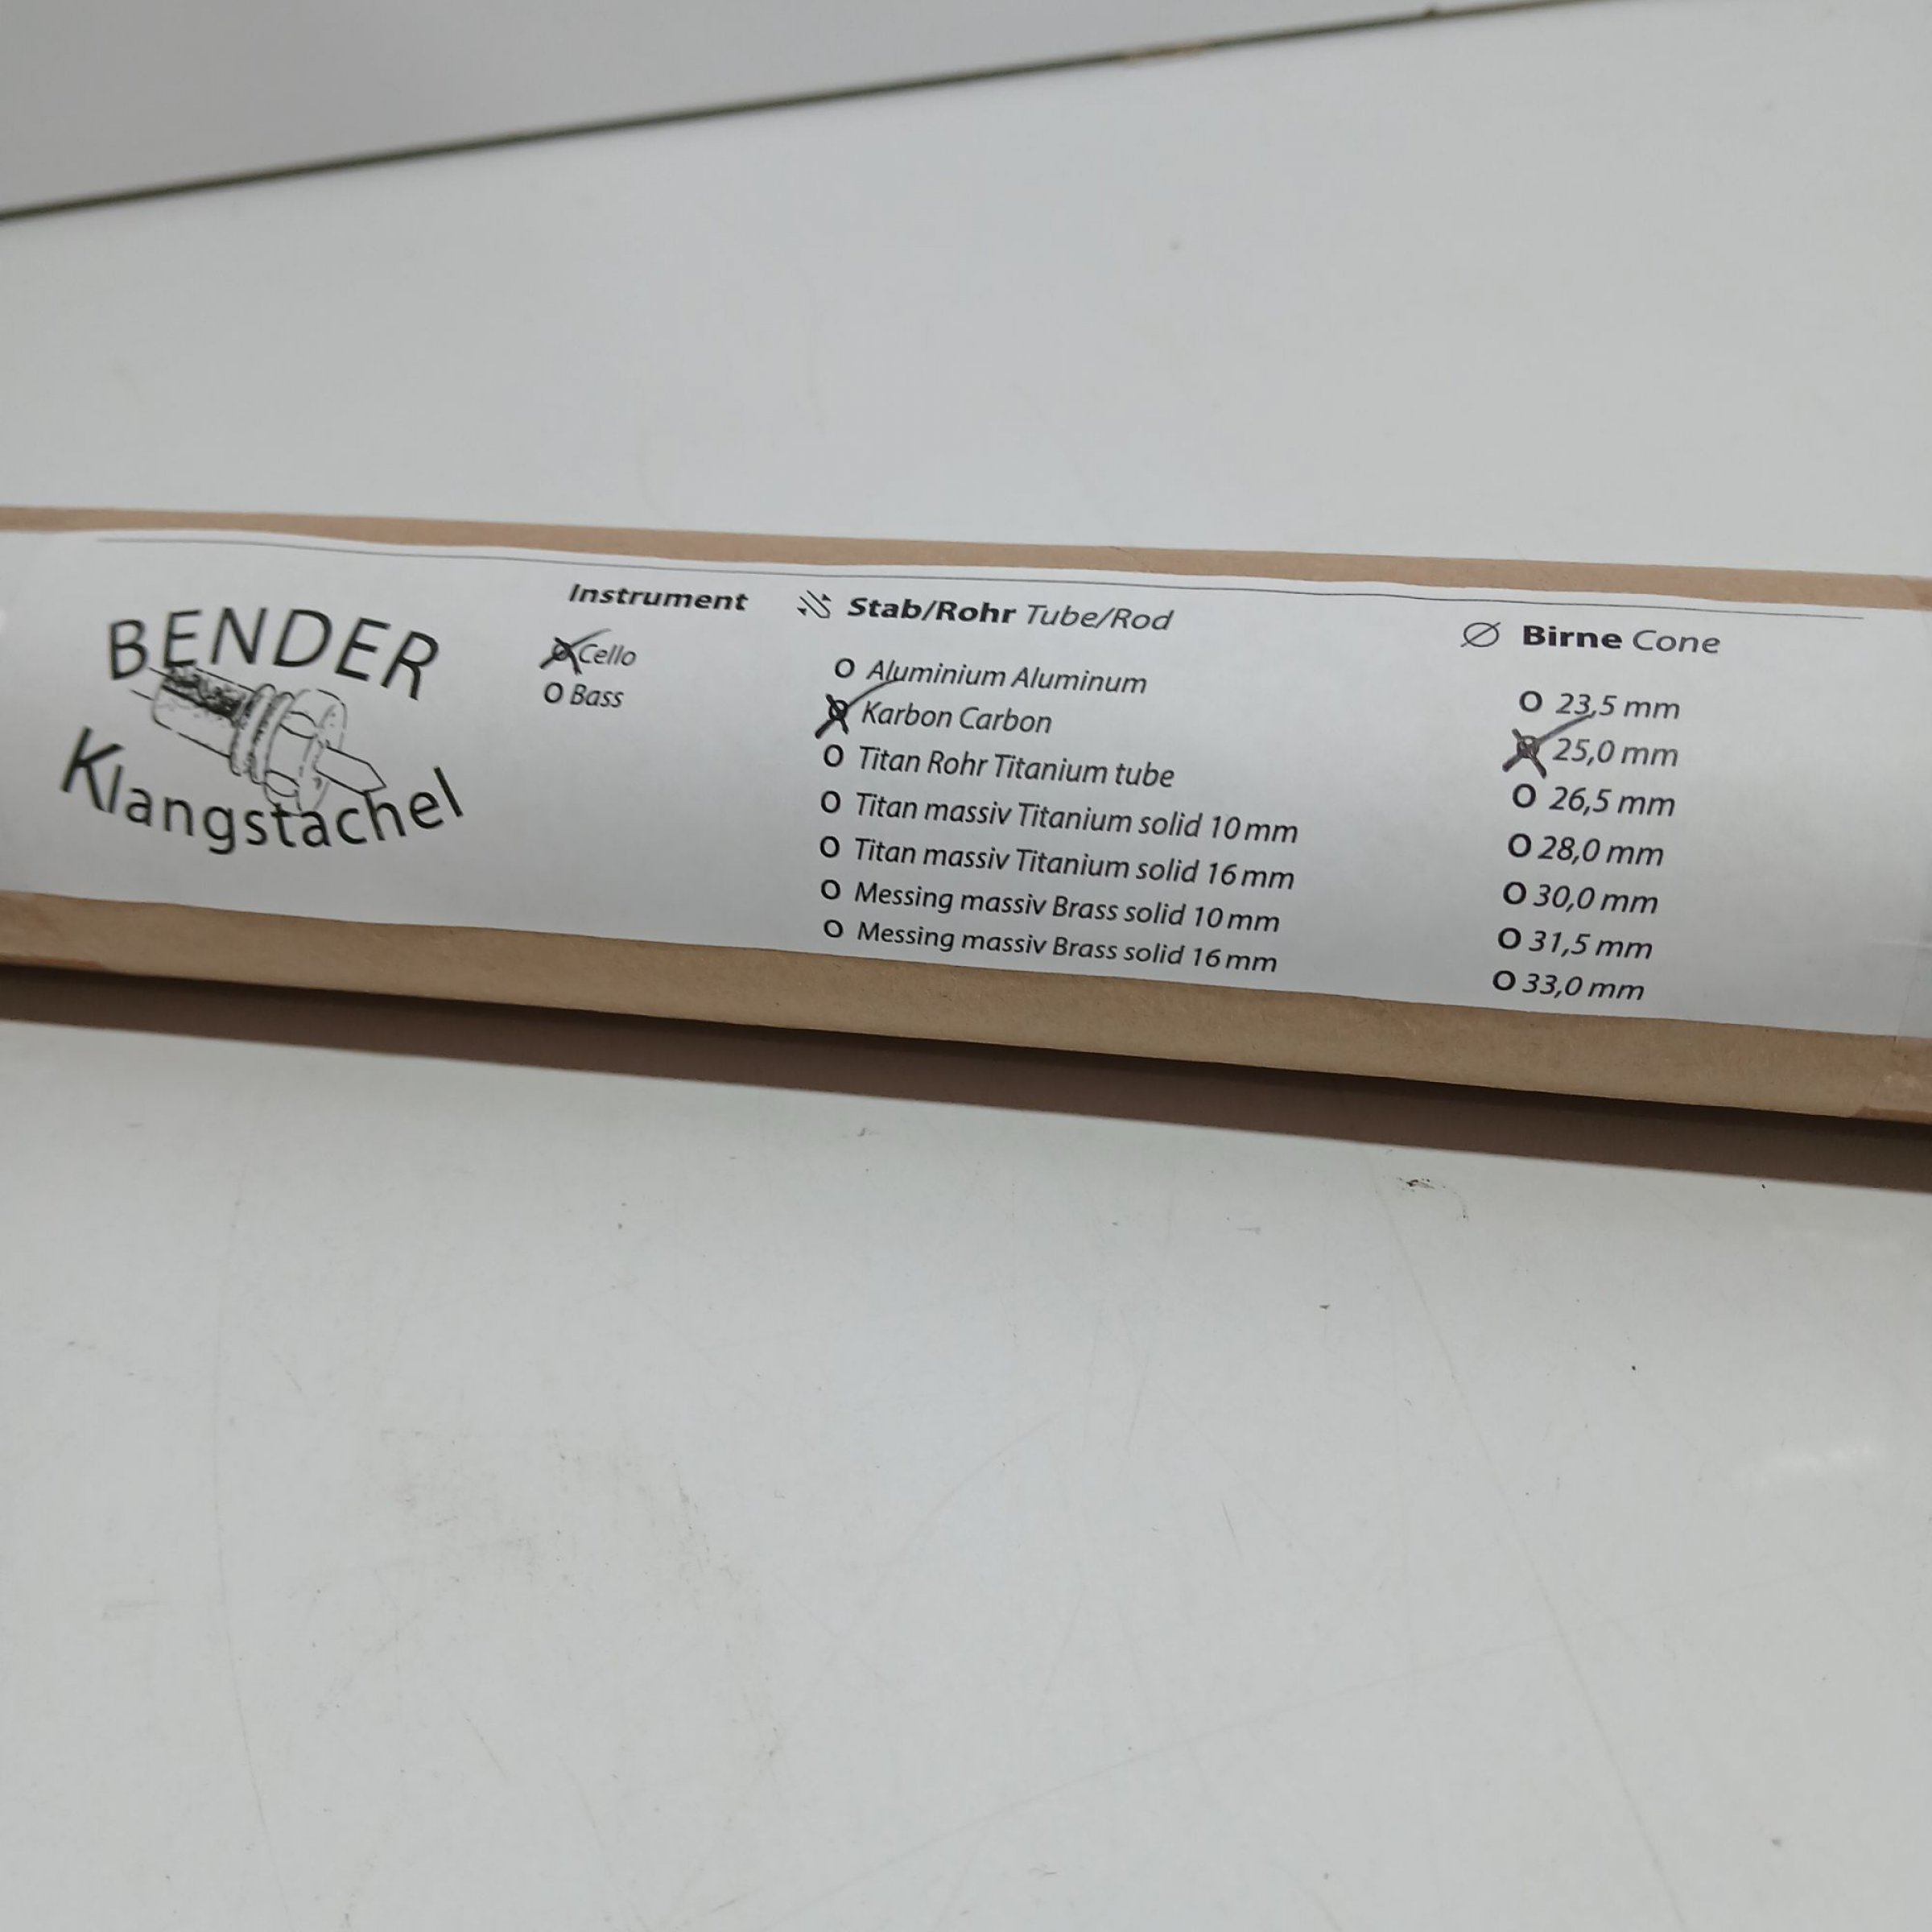 BENDER
Klangstachel
Instrument
Cello
Bass
Stab/Rohr Tube/Rod
Aluminium Aluminum
Karbon Carbon
Titan Rohr Titanium tube
Titan massiv Titanium solid 10 mm
Titan massiv Titanium solid 16 mm
Messing massiv Brass solid 10 mm
Messing massiv Brass solid 16 mm
Ø Birne Cone
23,5 mm
25,0 mm
26,5 mm
28,0 mm
30,0 mm
31,5 mm
33,0 mm